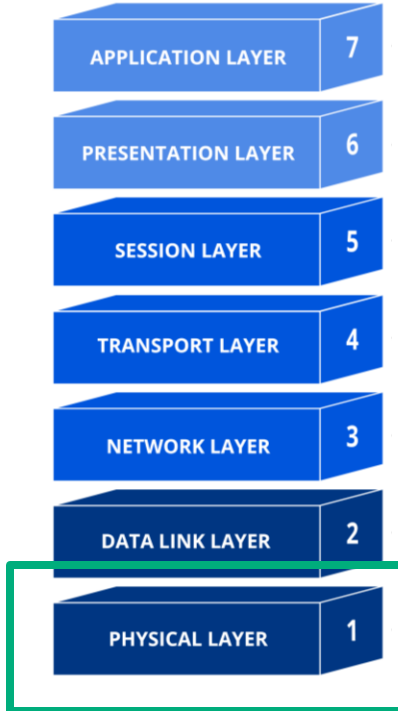 APPLICATION LAYER 7
PRESENTATION LAYER 6
SESSION LAYER 5
TRANSPORT LAYER 4
NETWORK LAYER 3
DATA LINK LAYER 2
PHYSICAL LAYER 1